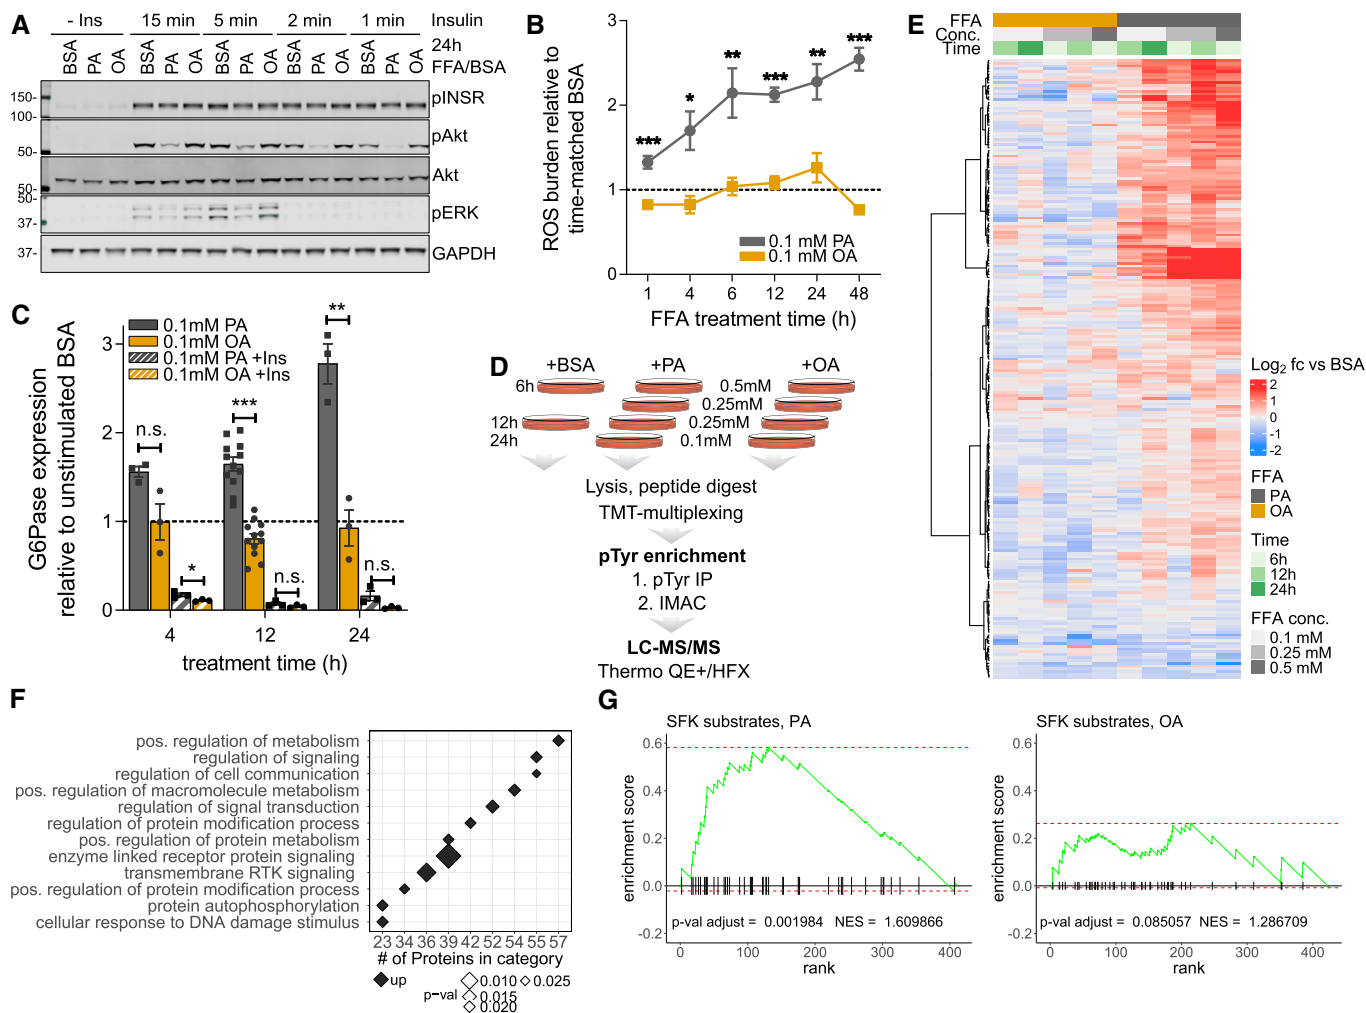 A
- Ins
15 min
5 min
2 min
1 min
Insulin
BSA
PA
OA
BSA
PA
OA
BSA
PA
OA
BSA
PA
OA
BSA
PA
OA
24h
FFA/BSA
150-
100-
pINSR
50-
pAkt
50-
Akt
50-
37-
pERK
37-
GAPDH
B
ROS burden relative to
time-matched BSA
3
2
1
0
***
*
**
***
**
***
0.1 mM PA
0.1 mM OA
1
4
6
12
24
48
FFA treatment time (h)
C
G6Pase expression
relative to unstimulated BSA
0.1mM PA
0.1mM OA
0.1mM PA +Ins
0.1mM OA +Ins
3
2
1
0
n.s.
*
***
n.s.
**
n.s.
4
12
24
treatment time (h)
D
+BSA
+PA
+OA
6h
0.5mM
0.25mM
12h
0.25mM
24h
0.1mM
Lysis, peptide digest
TMT-multiplexing
pTyr enrichment
1. pTyr IP
2. IMAC
LC-MS/MS
Thermo QE+/HFX
E
FFA
Conc.
Time
Log2 fc vs BSA
2
1
0
-1
-2
FFA
PA
OA
Time
6h
12h
24h
FFA conc.
0.1 mM
0.25 mM
0.5 mM
F
pos. regulation of metabolism
regulation of signaling
regulation of cell communication
pos. regulation of macromolecule metabolism
regulation of signal transduction
regulation of protein modification process
pos. regulation of protein metabolism
enzyme linked receptor protein signaling
transmembrane RTK signaling
pos. regulation of protein modification process
protein autophosphorylation
cellular response to DNA damage stimulus
23 34 36 39 42 52 54 55 57
# of Proteins in category
up
p-val
0.010
0.025
0.015
0.020
G
SFK substrates, PA
enrichment score
0.6
0.4
0.2
0.0
-0.2
p-val adjust = 0.001984 NES = 1.609866
0
100
200
300
400
rank
SFK substrates, OA
enrichment score
0.6
0.4
0.2
0.0
-0.2
p-val adjust = 0.085057 NES = 1.286709
0
100
200
300
400
rank